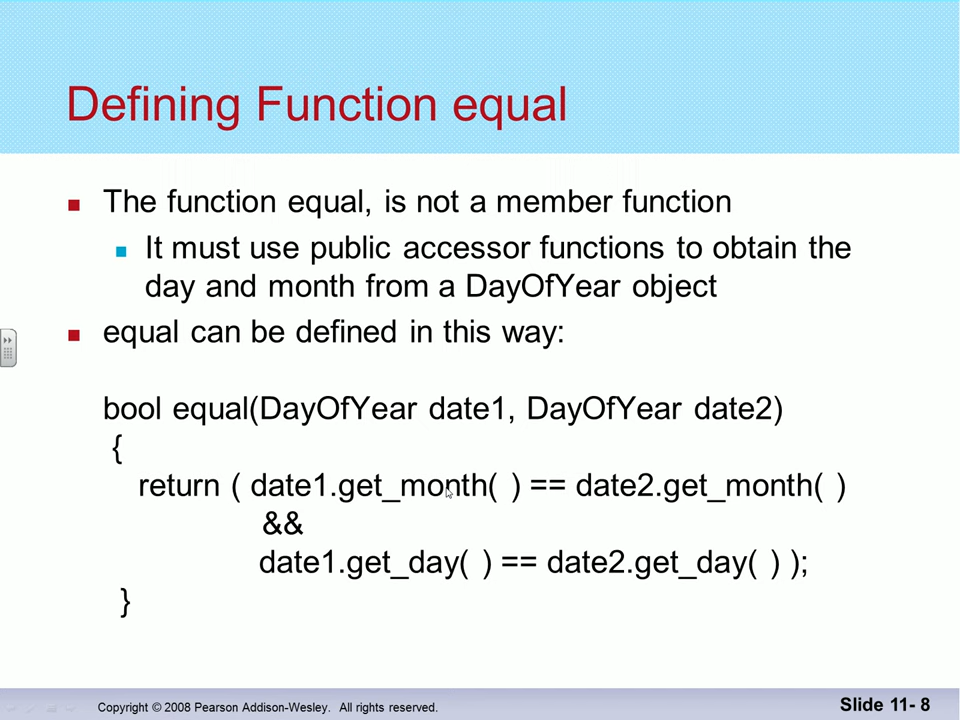 Defining Function equal
The function equal, is not a member function
It must use public accessor functions to obtain the
day and month from a DayOfYear object
equal can be defined in this way:
bool equal(DayOfYear date1, DayOfYear date2)
{
return ( date1.get_month( ) == date2.get_month( )
&&
date1.get_day( ) == date2.get_day( ) );
}
Copyright © 2008 Pearson Addison-Wesley. All rights reserved.
Slide 11- 8